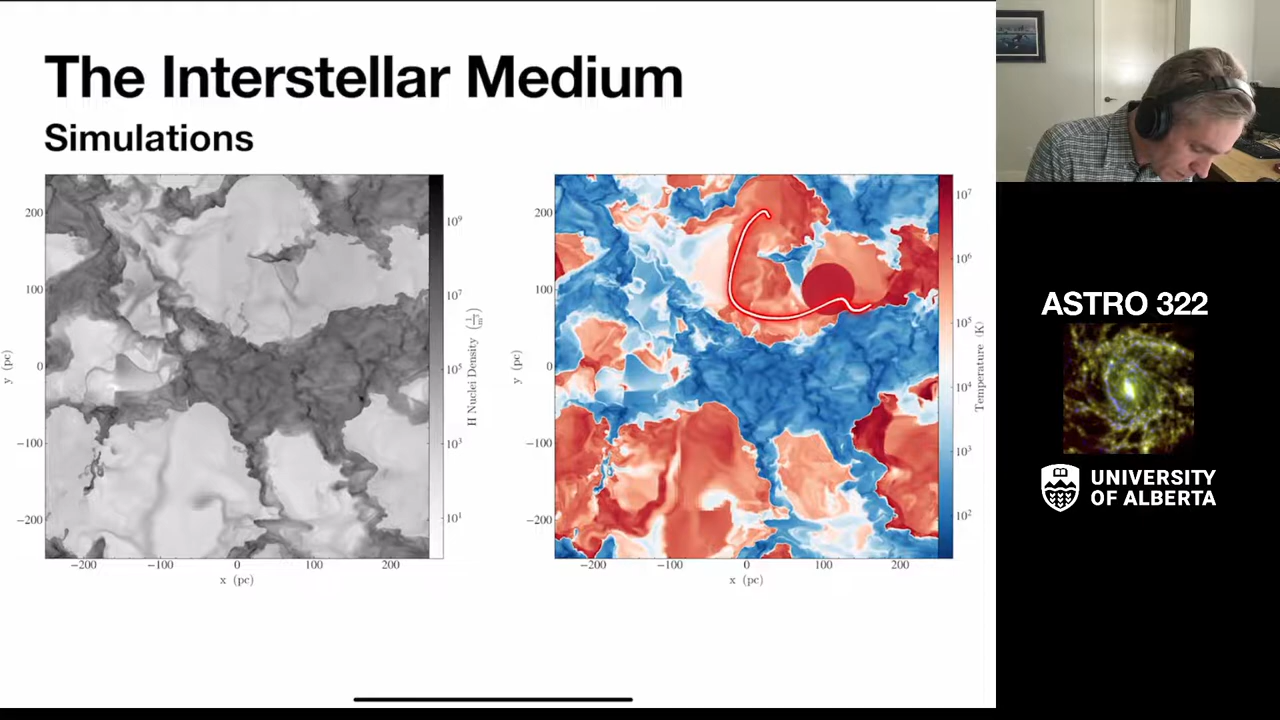 The Interstellar Medium
Simulations
200
100
0
−100
−200
y (pc)
−200
−100
0
100
200
x (pc)
10⁹
10⁷
10⁵
10³
10¹
H Nuclei Density (1/m³)
200
100
0
−100
−200
y (pc)
−200
−100
0
100
200
x (pc)
10⁷
10⁶
10⁵
10⁴
10³
10²
Temperature (K)
ASTRO 322
UNIVERSITY
OF ALBERTA